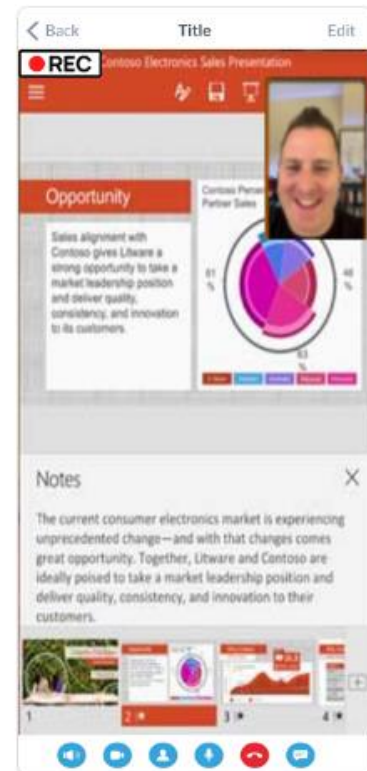 Back
Title
Edit
REC
Contoso Electronics Sales Presentation
Opportunity
Sales alignment with
Contoso gives Litware a
strong opportunity to take a
market leadership position
and deliver quality,
consistency, and innovation
to its customers.
Partner Sales
%
%
63
%
Notes
The current consumer electronics market is experiencing
unprecedented change—and with that changes comes
great opportunity. Together, Litware and Contoso are
ideally poised to take a market leadership position and
deliver quality, consistency, and innovation to their
customers.
1
2
3
4